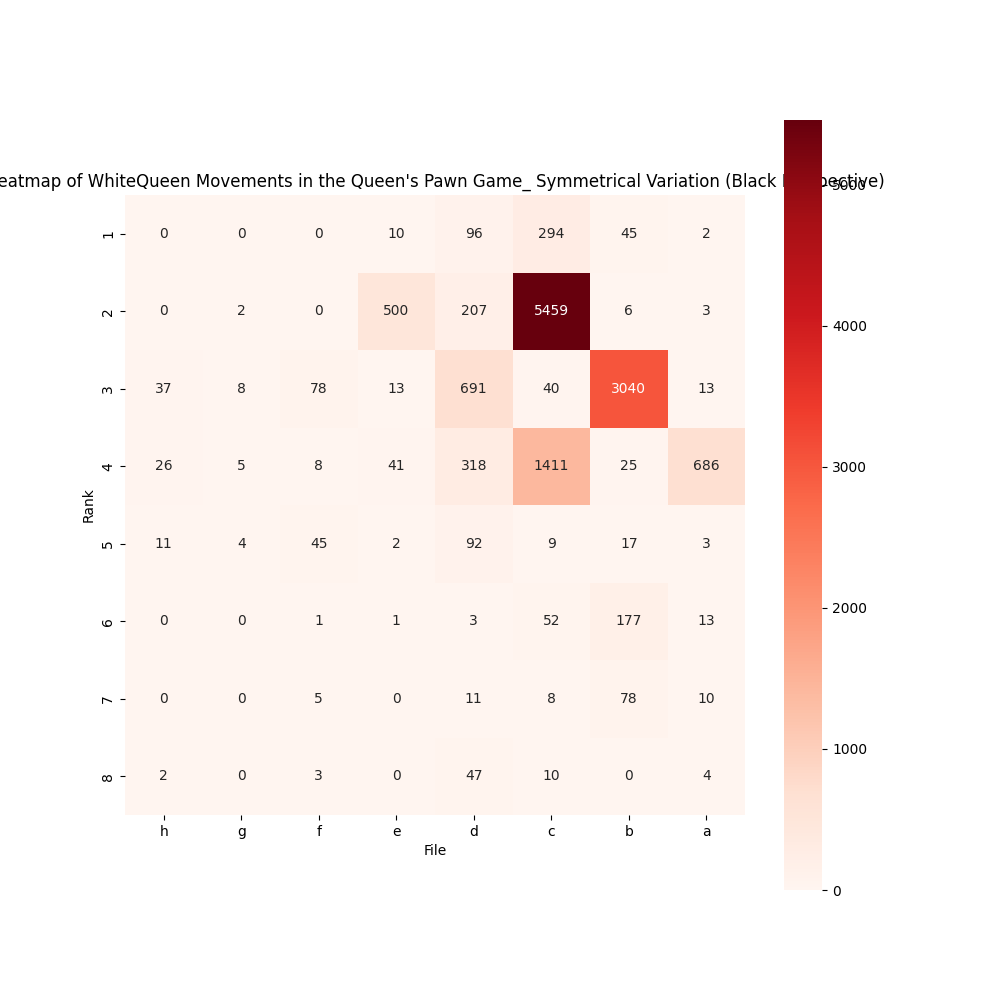 eatmap of WhiteQueen Movements in the Queen's Pawn Game_ Symmetrical Variation (Black
5000
1 0 0 0 10 96 294 45 2
2 0 2 0 500 207 5459 6 3
4000
3 37 8 78 13 691 40 3040 13
3000
4 26 5 8 41 318 1411 25 686
Rank
5 11 4 45 2 92 9 17 3
2000
6 0 0 1 1 3 52 177 13
7 0 0 5 0 11 8 78 10
1000
8 2 0 3 0 47 10 0 4
h g f e d c b a
File
0